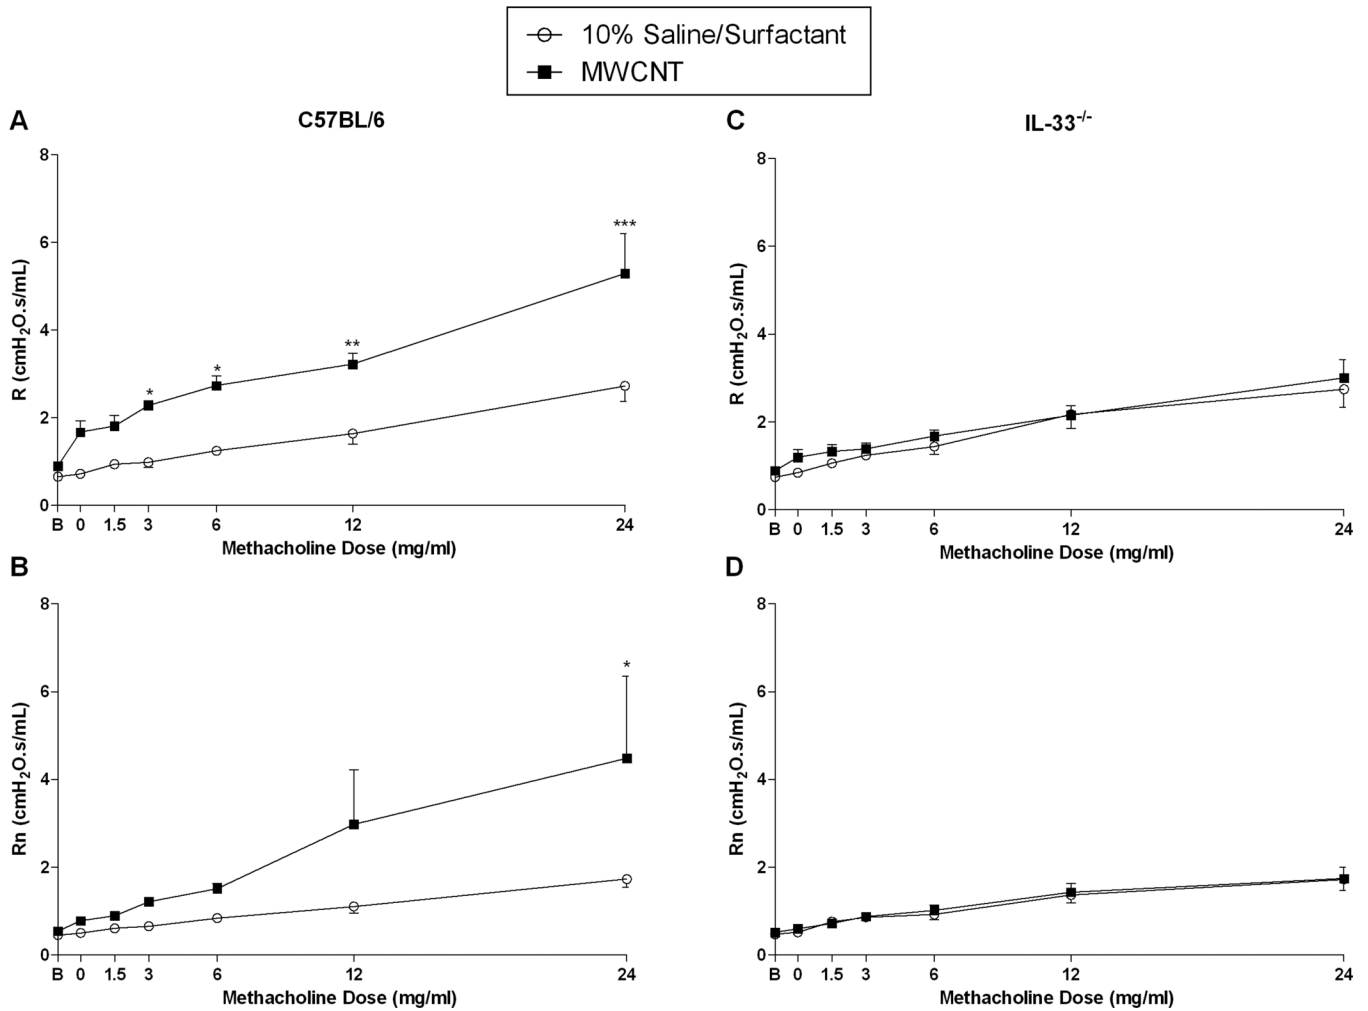 10% Saline/Surfactant
MWCNT
A
C57BL/6
8
6
4
2
0
R (cmH₂O.s/mL)
*
*
**
***
B 0 1.5 3 6 12 24
Methacholine Dose (mg/ml)
B
8
6
4
2
0
Rn (cmH₂O.s/mL)
*
B 0 1.5 3 6 12 24
Methacholine Dose (mg/ml)
C
IL-33⁻/⁻
8
6
4
2
0
R (cmH₂O.s/mL)
B 0 1.5 3 6 12 24
Methacholine Dose (mg/ml)
D
8
6
4
2
0
Rn (cmH₂O.s/mL)
B 0 1.5 3 6 12 24
Methacholine Dose (mg/ml)